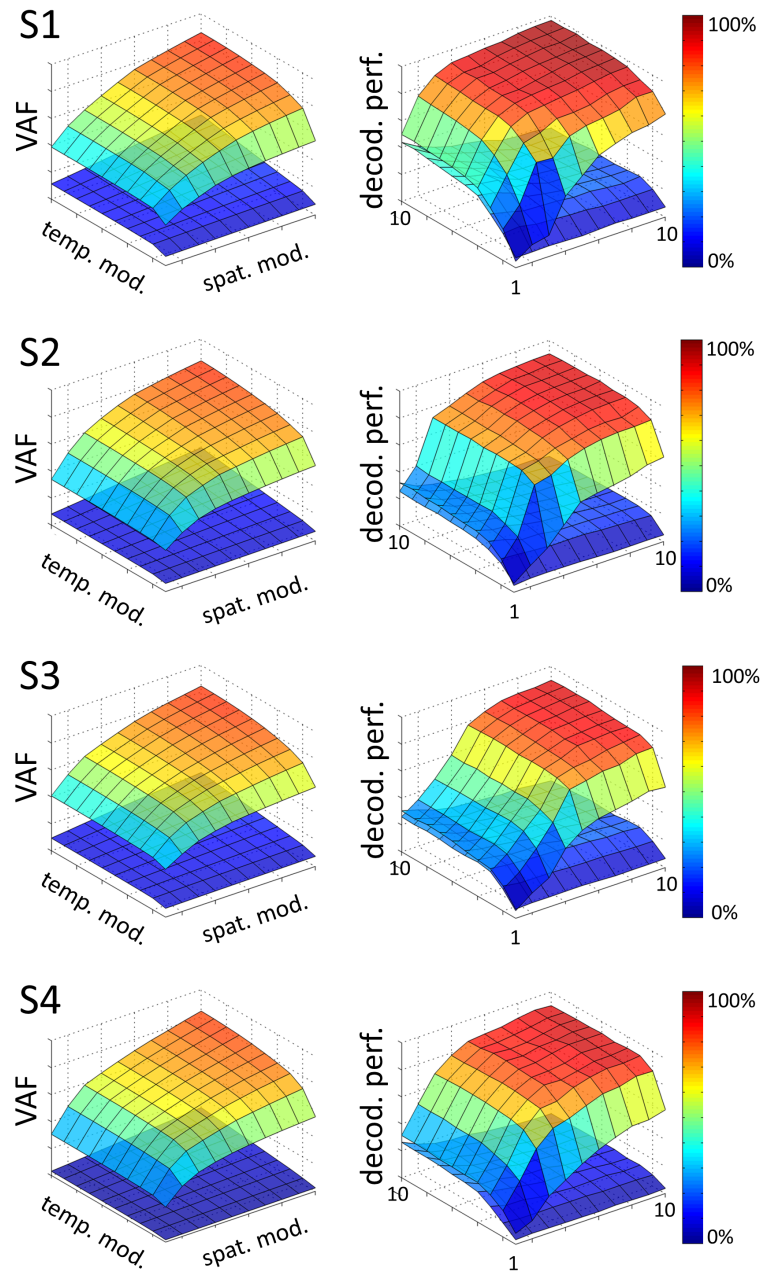 S1
VAF
temp. mod.
spat. mod.
decod. perf.
10
1
10
100%
0%
S2
VAF
temp. mod.
spat. mod.
decod. perf.
10
1
10
100%
0%
S3
VAF
temp. mod.
spat. mod.
decod. perf.
10
1
10
100%
0%
S4
VAF
temp. mod.
spat. mod.
decod. perf.
10
1
10
100%
0%